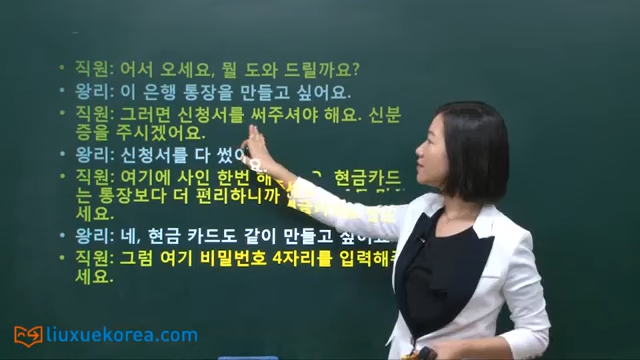 • 직원: 어서 오세요, 뭘 도와 드릴까요?
• 왕리: 이 은행 통장을 만들고 싶어요.
• 직원: 그러면 신청서를 써주셔야 해요. 신분
증을 주시겠어요.
• 왕리: 신청서를 다
• 직원: 여기에 사인 한번 현금카드
는 통장보다 더 편리하니까
세요.
• 왕리: 네, 현금 카드도 같이 만들고 싶어요
• 직원: 그럼 여기 비밀번호 4자리를 입력해주
세요.
liuxuekorea.com